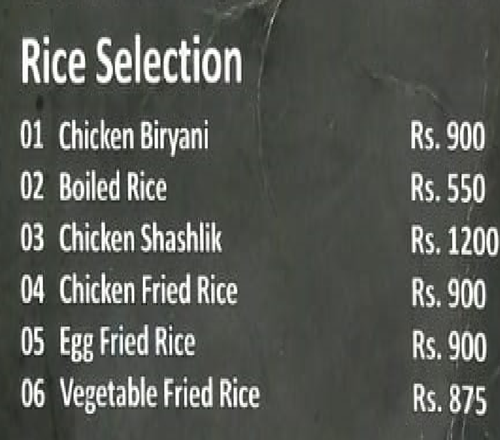 Rice Selection
01 Chicken Biryani Rs. 900
02 Boiled Rice Rs. 550
03 Chicken Shashlik Rs. 1200
04 Chicken Fried Rice Rs. 900
05 Egg Fried Rice Rs. 900
06 Vegetable Fried Rice Rs. 875